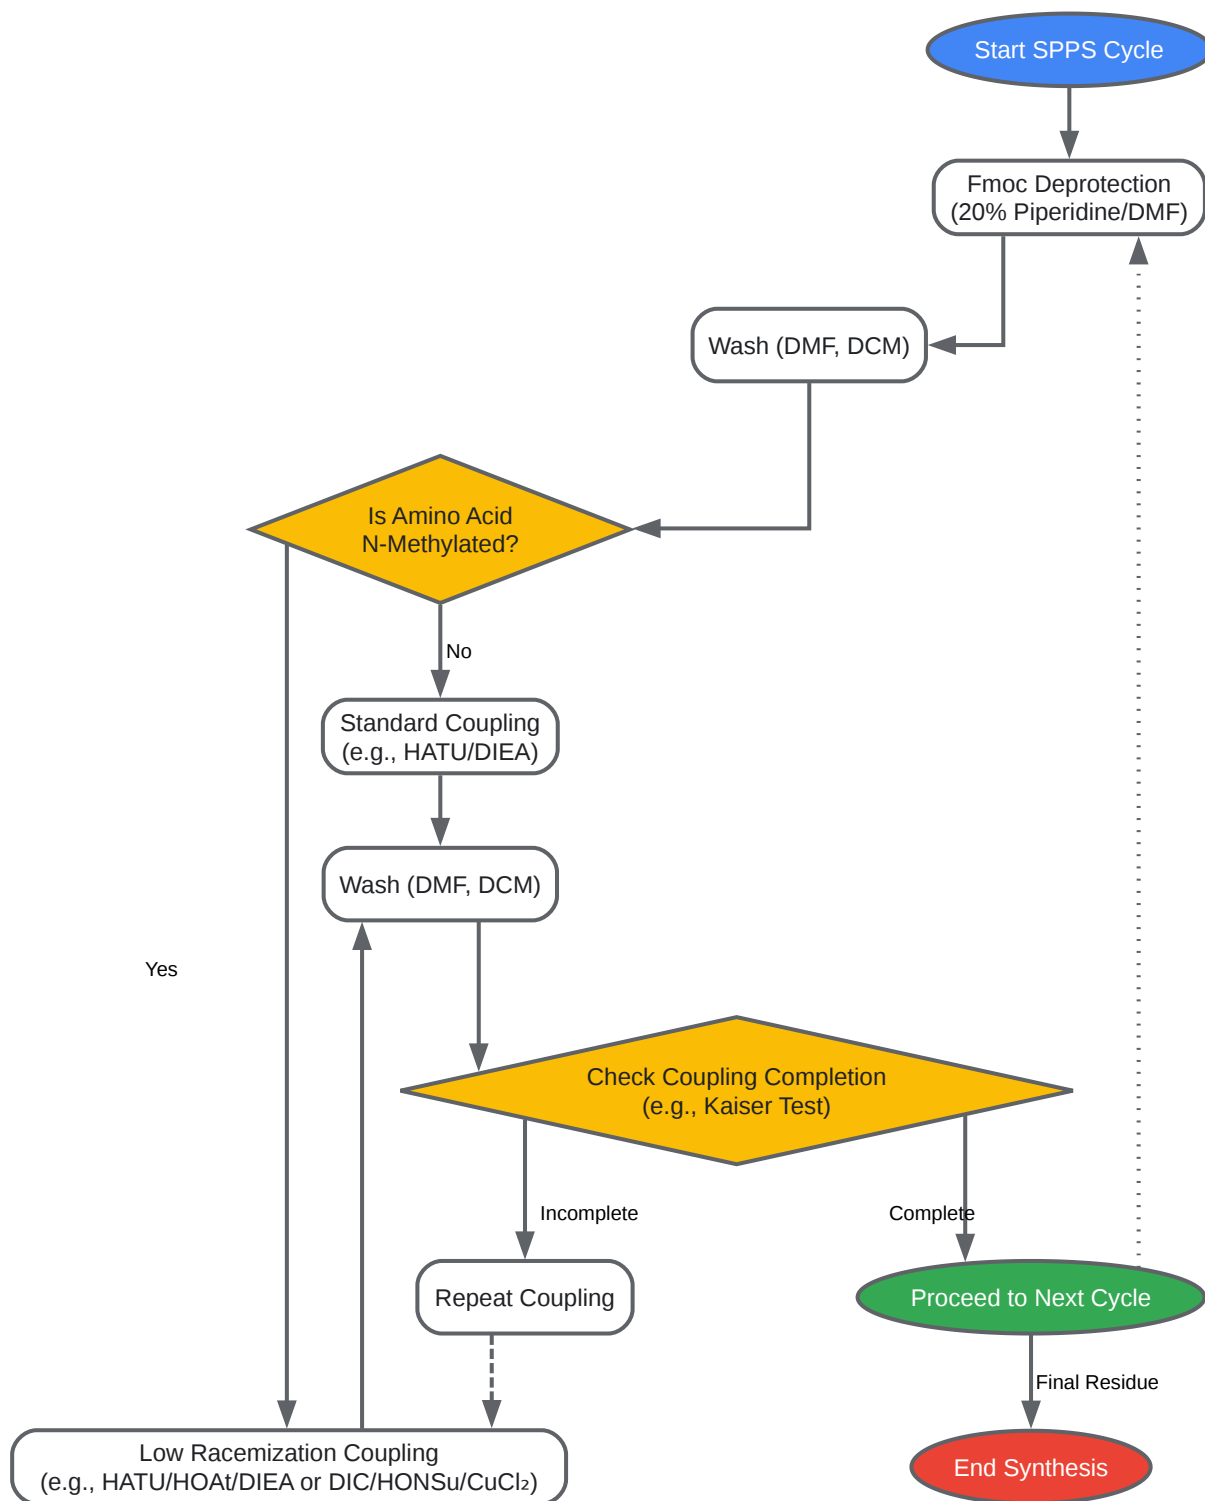 Start SPPS Cycle
Fmoc Deprotection
(20% Piperidine/DMF)
Wash (DMF, DCM)
Is Amino Acid
N-Methylated?
No
Standard Coupling
(e.g., HATU/DIEA)
Wash (DMF, DCM)
Yes
Check Coupling Completion
(e.g., Kaiser Test)
Incomplete
Complete
Repeat Coupling
Proceed to Next Cycle
Final Residue
Low Racemization Coupling
(e.g., HATU/HOAt/DIEA or DIC/HONSu/CuCl₂)
End Synthesis